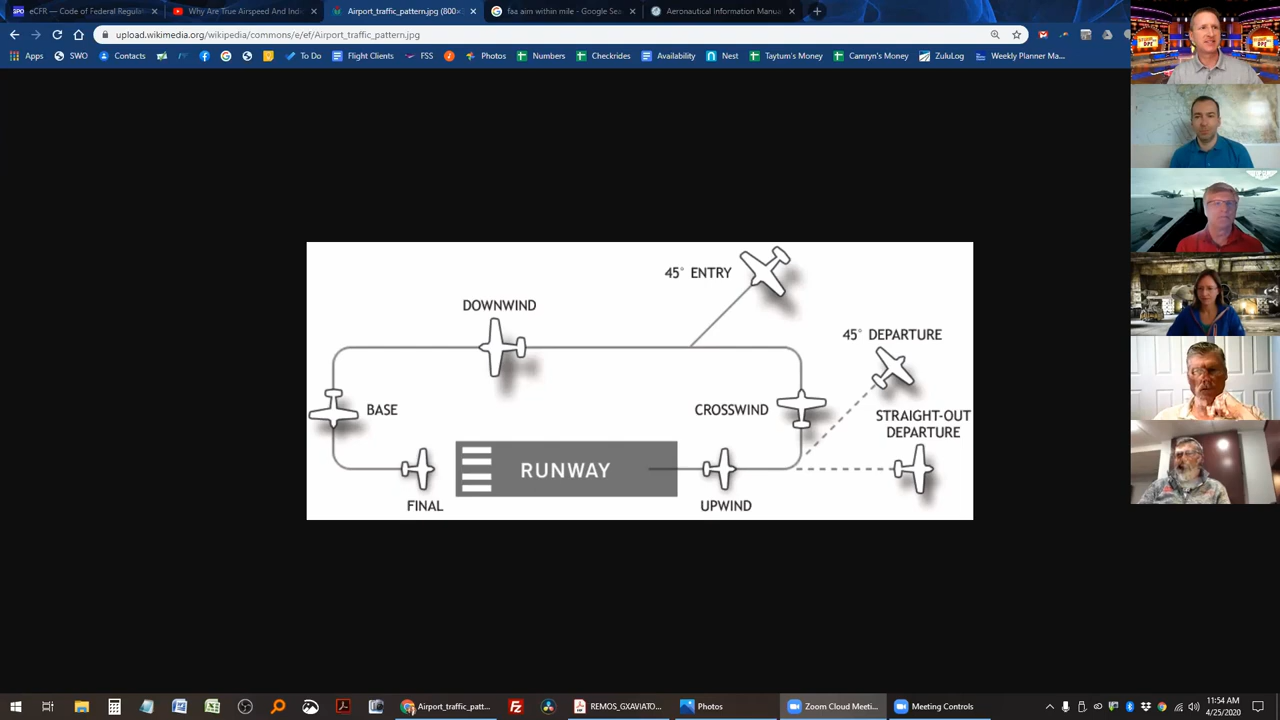 eCFR — Code of Federal Regulati
Why Are True Airspeed And Ind
Airport_traffic_pattern.jpg (800×
faa aim within mile - Google Sea
Aeronautical Information Manua
upload.wikimedia.org/wikipedia/commons/e/ef/Airport_traffic_pattern.jpg
Apps
SWO
Contacts
To Do
Flight Clients
FSS
Photos
Numbers
Checkrides
Availability
Nest
Taytum's Money
Camryn's Money
ZuluLog
Weekly Planner Ma...
45° ENTRY
DOWNWIND
45° DEPARTURE
BASE
CROSSWIND
STRAIGHT-OUT
DEPARTURE
RUNWAY
FINAL
UPWIND
Airport_traffic_patt...
REMOS_GXAVIATO...
Photos
Zoom Cloud Meeti...
Meeting Controls
11:54 AM
4/25/2020